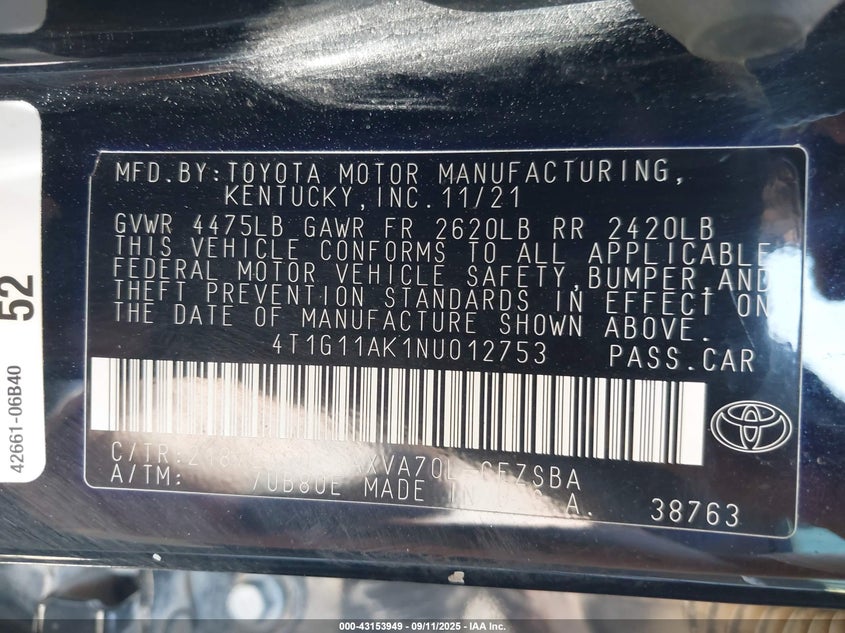 MFD.BY:TOYOTA MOTOR MANUFACTURING,
KENTUCKY,INC.11/21
GVWR 4475LB GAWR FR 2620LB RR 2420LB
THIS VEHICLE CONFORMS TO ALL APPLICABLE
FEDERAL MOTOR VEHICLE SAFETY,BUMPER,AND
THEFT PREVENTION STANDARDS IN EFFECT ON
THE DATE OF MANUFACTURE SHOWN ABOVE.
4T1G11AK1NU012753 PASS.CAR
C/TR:
A/TM: MADE IN A.
38763
52
42661-06B40
000-43153949 - 09/11/2025 - IAA Inc.